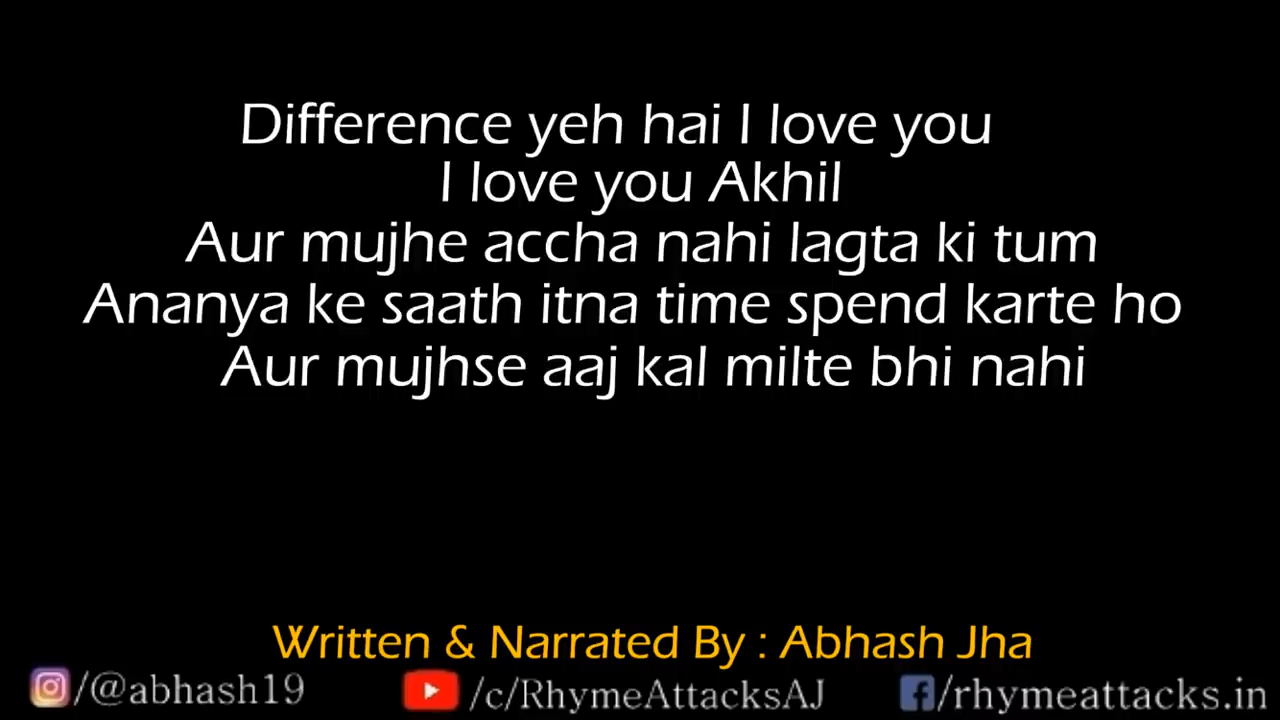 Difference yeh hai I love you
I love you Akhil
Aur mujhe accha nahi lagta ki tum
Ananya ke saath itna time spend karte ho
Aur mujhse aaj kal milte bhi nahi
Written & Narrated By : Abhash Jha
/@abhash19 /c/RhymeAttacksAJ /rhymeattacks.in